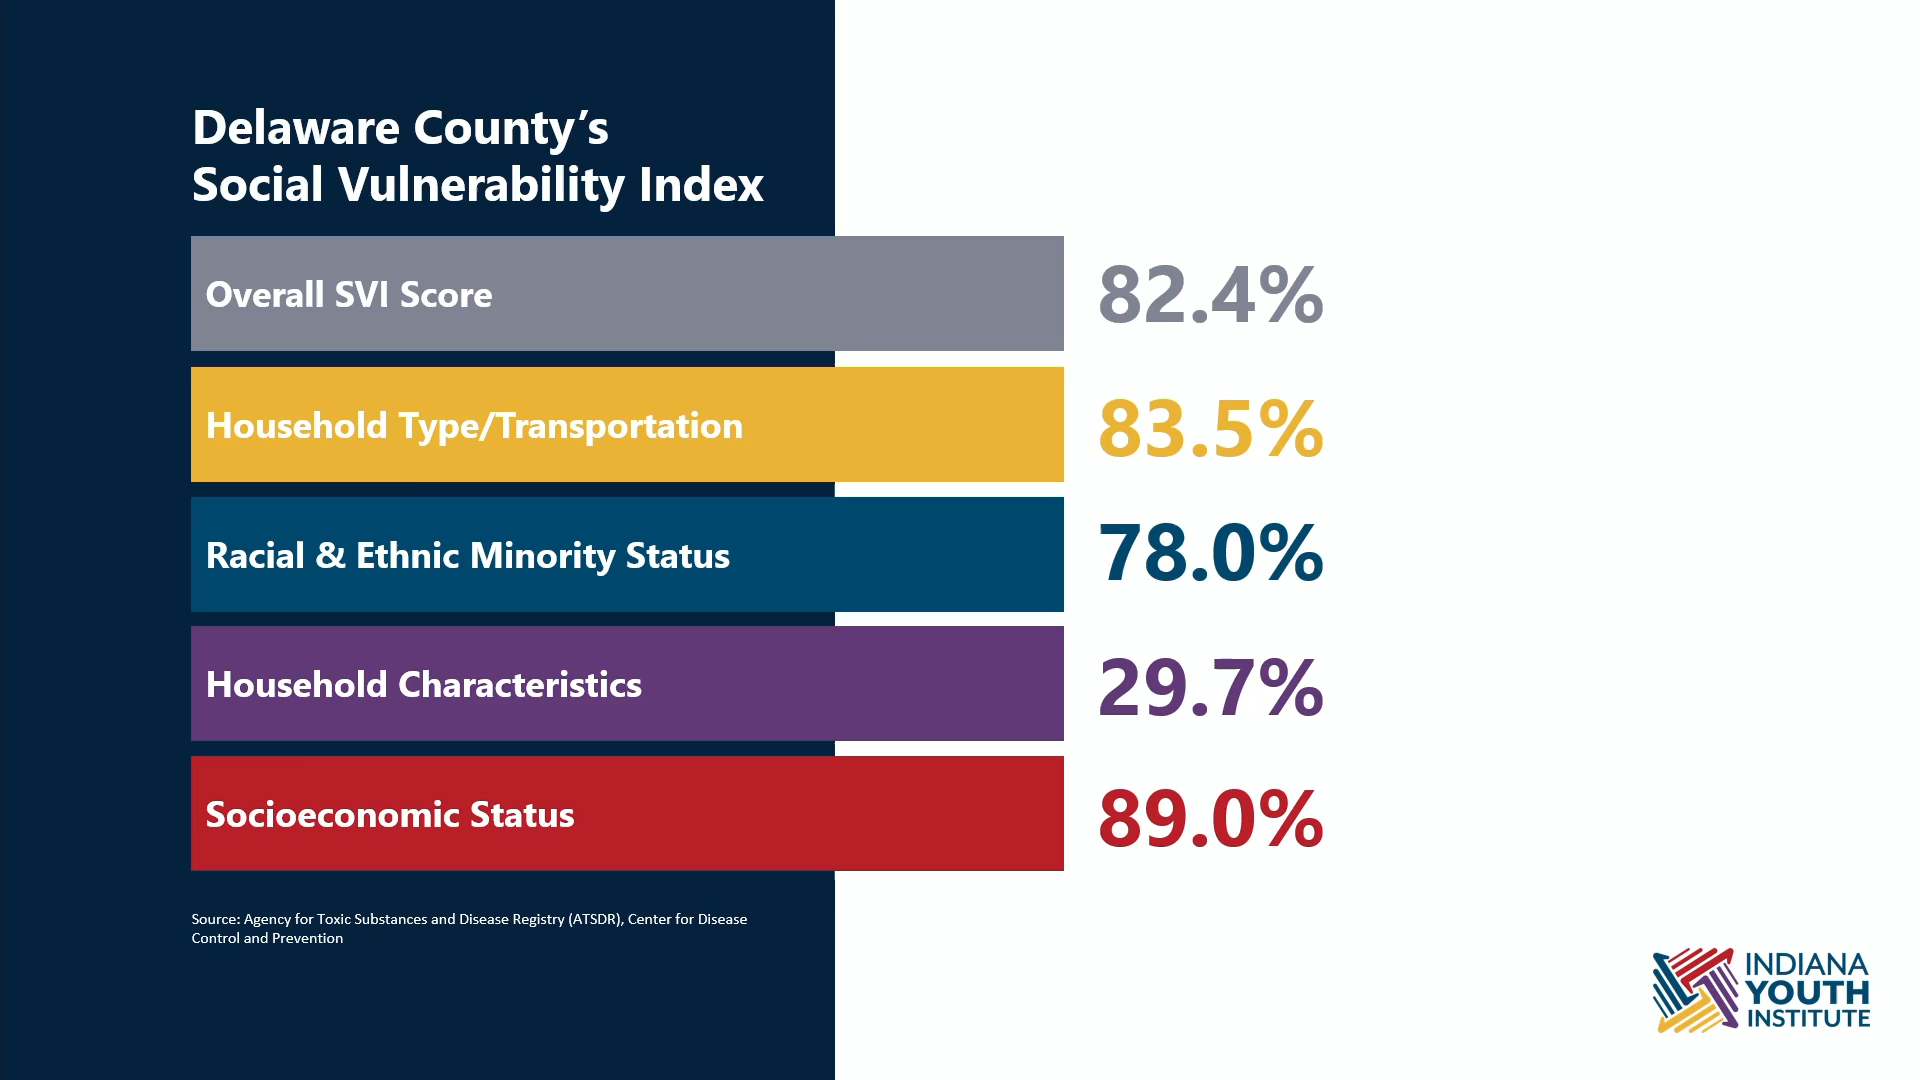 Delaware County’s
Social Vulnerability Index
Overall SVI Score 82.4%
Household Type/Transportation 83.5%
Racial & Ethnic Minority Status 78.0%
Household Characteristics 29.7%
Socioeconomic Status 89.0%
Source: Agency for Toxic Substances and Disease Registry (ATSDR), Center for Disease
Control and Prevention
INDIANA
YOUTH
INSTITUTE